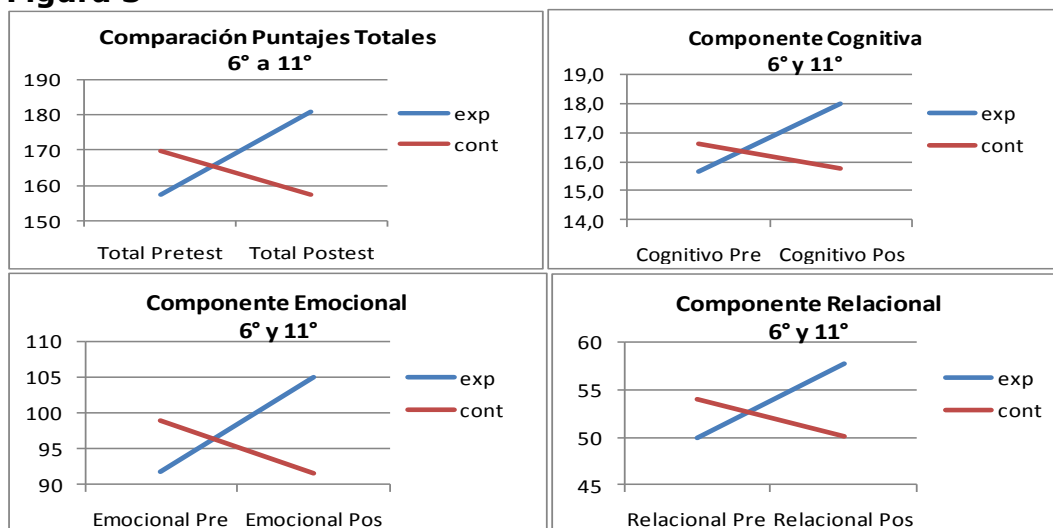 Comparación Puntajes Totales
6° a 11°
190
180
170
160
150
exp
cont
Total Pretest Total Postest
Componente Cognitiva
6° y 11°
19,0
18,0
17,0
16,0
15,0
14,0
exp
cont
Cognitivo Pre Cognitivo Pos
Componente Emocional
6° y 11°
110
105
100
95
90
exp
cont
Emocional Pre Emocional Pos
Componente Relacional
6° y 11°
60
55
50
45
exp
cont
Relacional Pre Relacional Pos